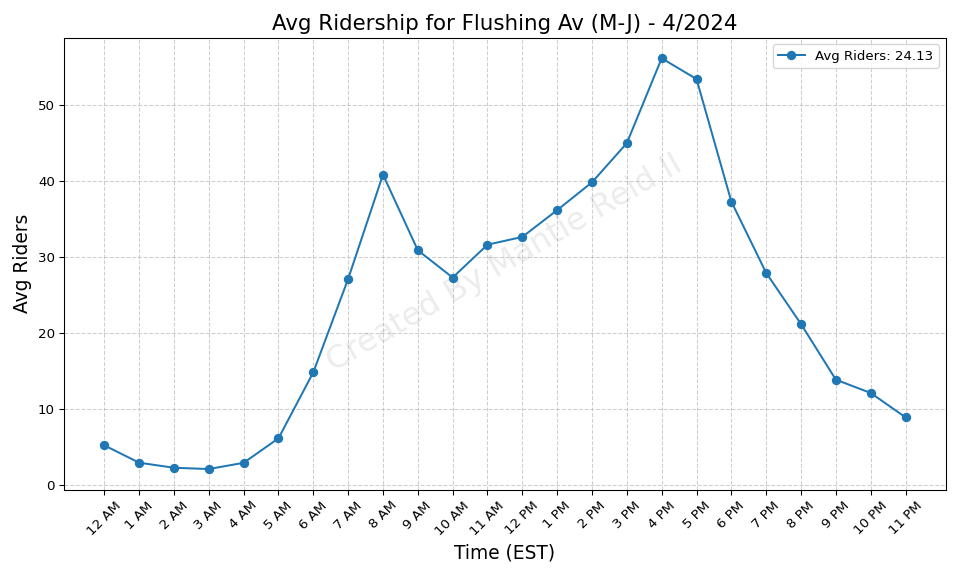 Avg Ridership for Flushing Av (M-J) - 4/2024
Avg Riders: 24.13
Avg Riders
50
40
30
20
10
0
Created By Mantie Reid II
12 AM
1 AM
2 AM
3 AM
4 AM
5 AM
6 AM
7 AM
8 AM
9 AM
10 AM
11 AM
12 PM
1 PM
2 PM
3 PM
4 PM
5 PM
6 PM
7 PM
8 PM
9 PM
10 PM
11 PM
Time (EST)